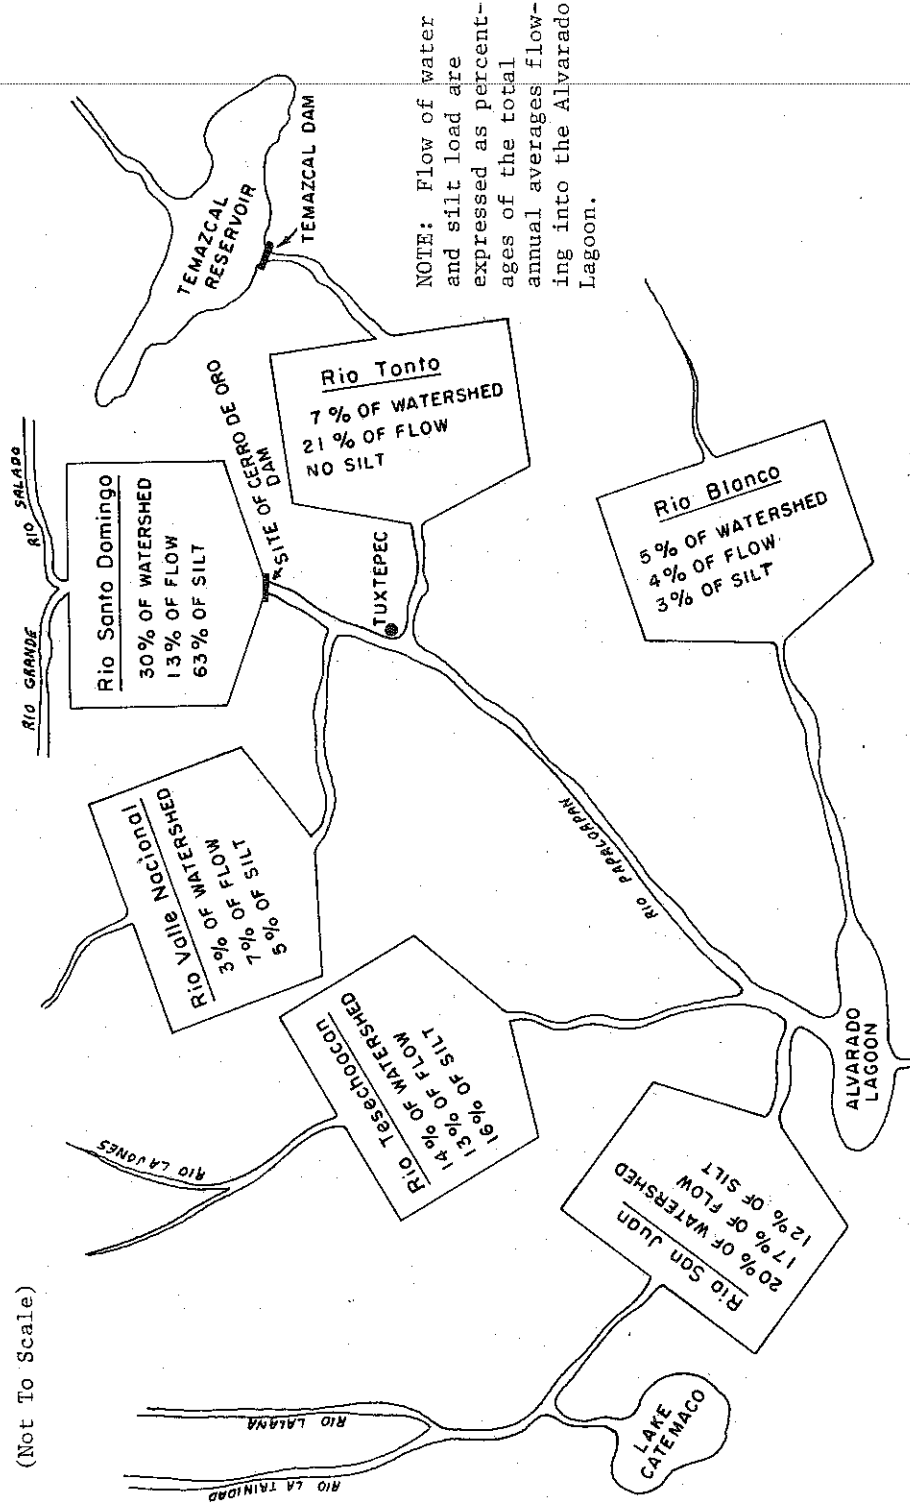 (Not To Scale)
RIO LA TRINIDAD
RIO LALANA
LAKE
CATEMACO
Rio San Juan
20% OF WATERSHED
17% OF FLOW
12% OF SILT
RIO LA JONES
Rio Tesechoacan
14% OF WATERSHED
13% OF FLOW
16% OF SILT
Rio Valle Nacional
3% OF WATERSHED
7% OF FLOW
5% OF SILT
RIO GRANDE
RIO SALADO
Rio Santo Domingo
30% OF WATERSHED
13% OF FLOW
63% OF SILT
SITE OF CERRO DE ORO
DAM
TUXTEPEC
TEMAZCAL
RESERVOIR
TEMAZCAL DAM
Rio Tonto
7% OF WATERSHED
21% OF FLOW
NO SILT
RIO PAPALOAPAN
Rio Blanco
5% OF WATERSHED
4% OF FLOW
3% OF SILT
ALVARADO
LAGOON
NOTE: Flow of water
and silt load are
expressed as percent-
ages of the total
annual averages flow-
ing into the Alvarado
Lagoon.